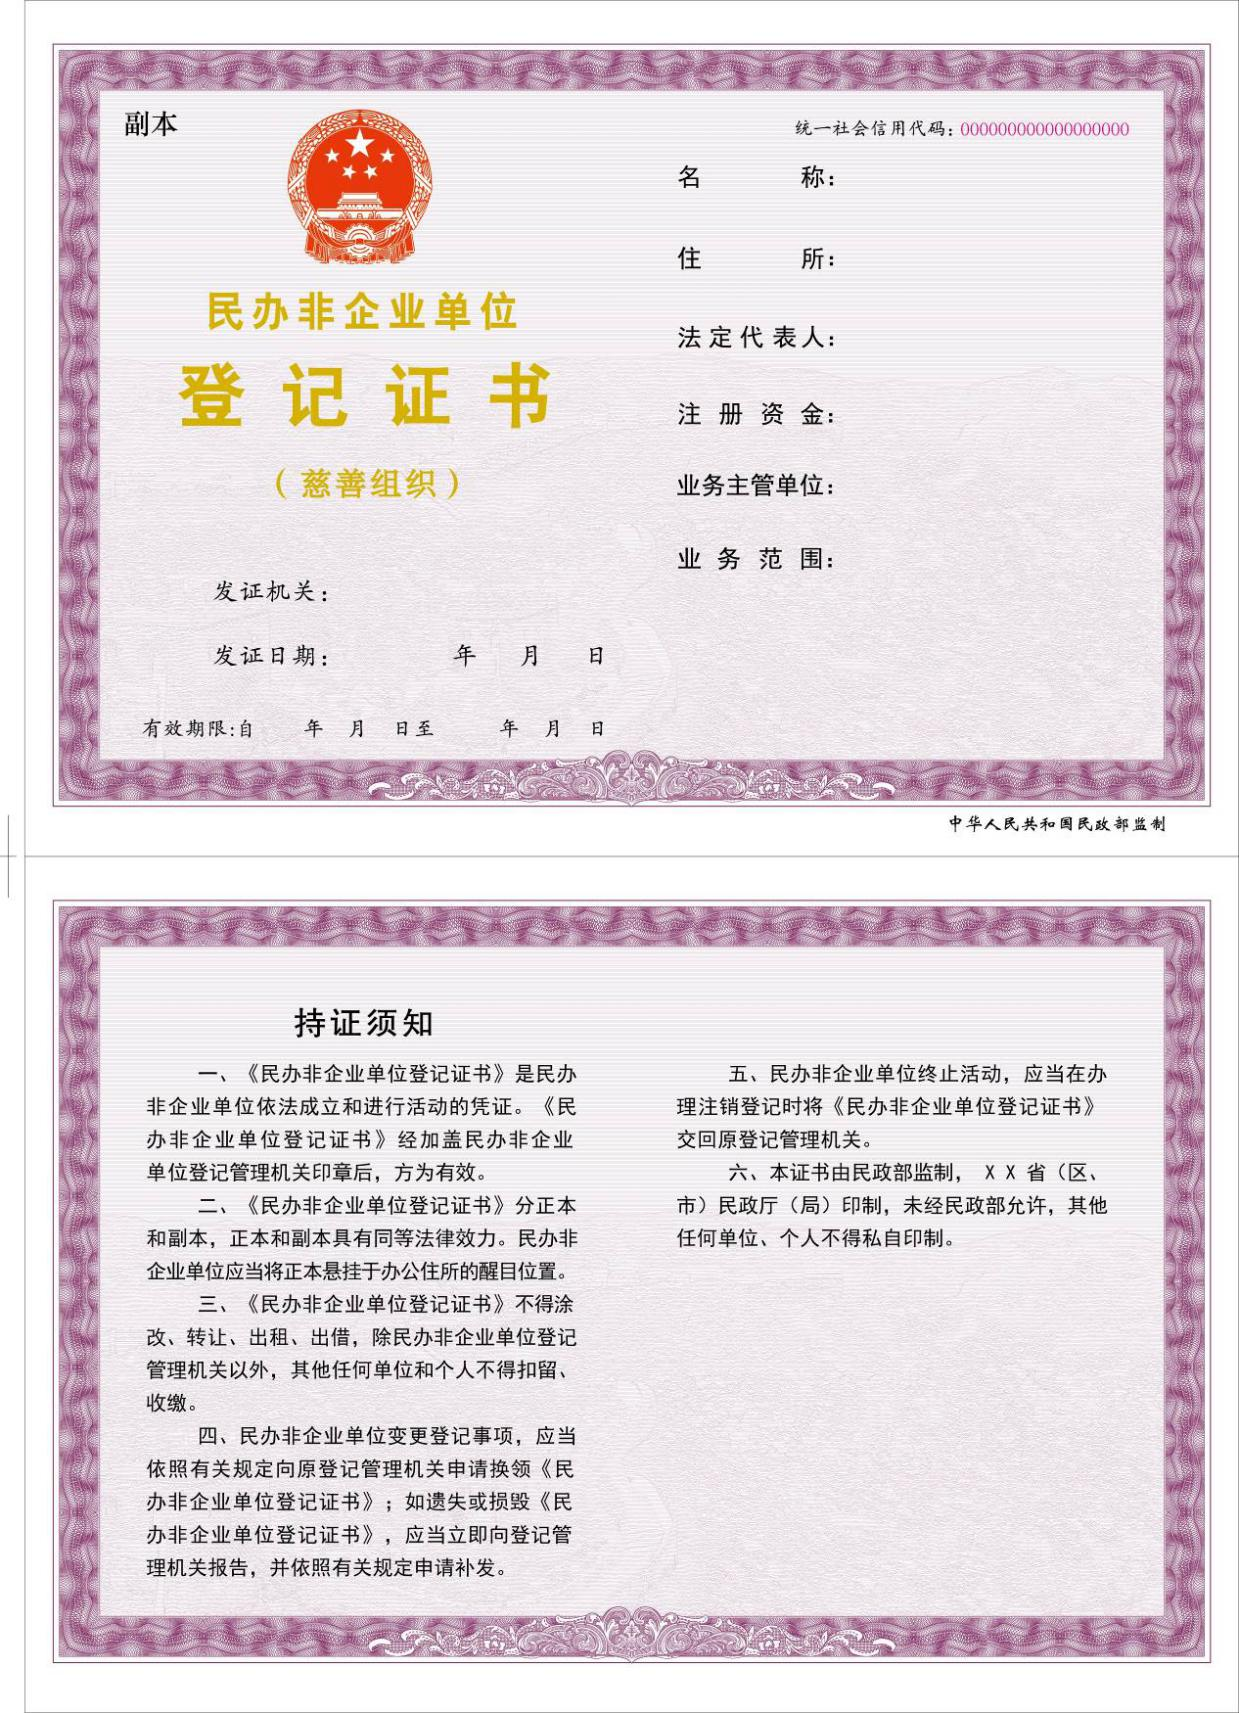 副本
民办非企业单位
登记证书
（慈善组织）
发证机关：
发证日期： 年 月 日
有效期限:自 年 月 日至 年 月 日
统一社会信用代码：000000000000000000
名 称：
住 所：
法定代表人：
注册资金：
业务主管单位：
业务范围：
中华人民共和国民政部监制
持证须知
一、《民办非企业单位登记证书》是民办
非企业单位依法成立和进行活动的凭证。《民
办非企业单位登记证书》经加盖民办非企业
单位登记管理机关印章后，方为有效。
二、《民办非企业单位登记证书》分正本
和副本，正本和副本具有同等法律效力。民办非
企业单位应当将正本悬挂于办公住所的醒目位置。
三、《民办非企业单位登记证书》不得涂
改、转让、出租、出借，除民办非企业单位登记
管理机关以外，其他任何单位和个人不得扣留、
收缴。
四、民办非企业单位变更登记事项，应当
依照有关规定向原登记管理机关申请换领《民
办非企业单位登记证书》；如遗失或损毁《民
办非企业单位登记证书》，应当立即向登记管
理机关报告，并依照有关规定申请补发。
五、民办非企业单位终止活动，应当在办
理注销登记时将《民办非企业单位登记证书》
交回原登记管理机关。
六、本证书由民政部监制， X X 省（区、
市）民政厅（局）印制，未经民政部允许，其他
任何单位、个人不得私自印制。